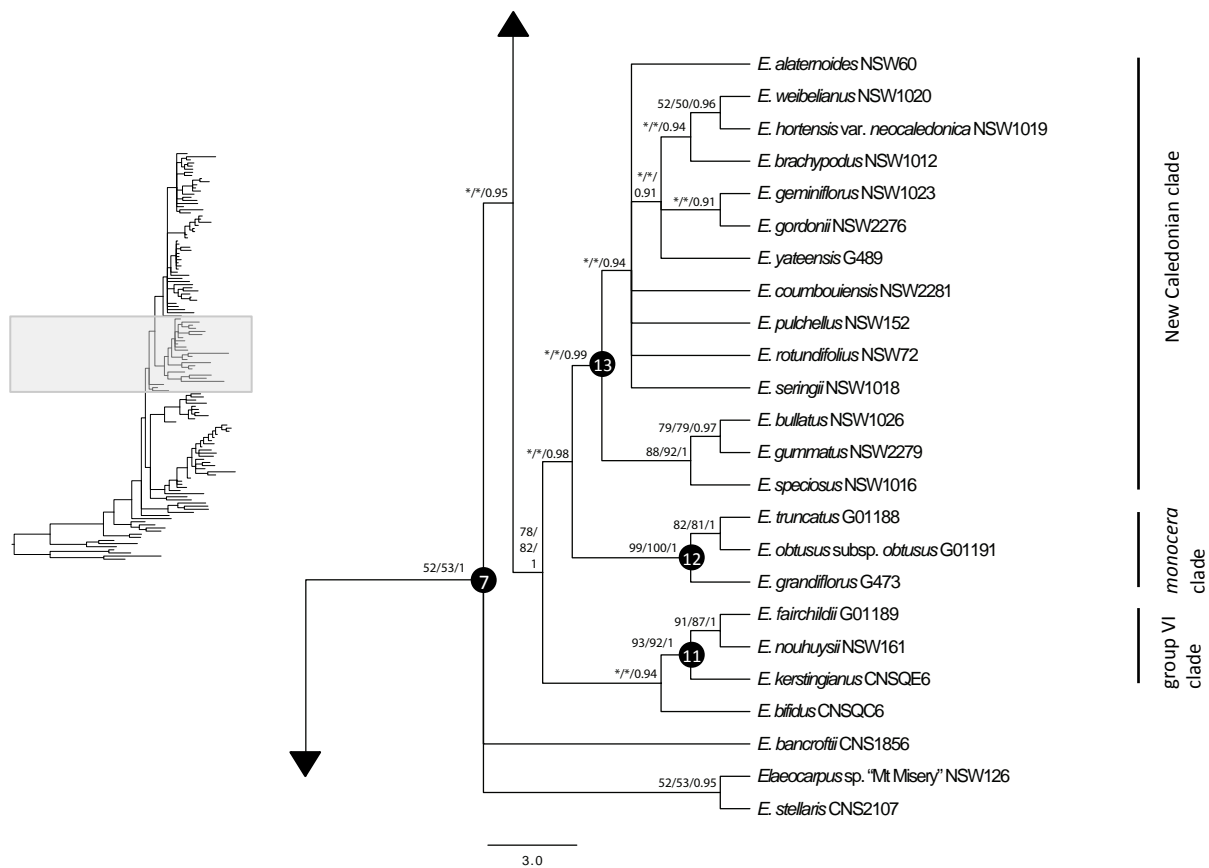 E. alaternoides NSW60
52/50/0.96
E. weibelianus NSW1020
*/*/0.94
E. hortensis var. neocaledonica NSW1019
E. brachypodus NSW1012
*/*/
0.91
*/*/0.95
E. geminiflorus NSW1023
*/*/0.91
E. gordonii NSW2276
E. yateensis G489
*/*/0.94
E. coumbouiensis NSW2281
E. pulchellus NSW152
*/*/0.99
13
E. rotundifolius NSW72
E. seringii NSW1018
79/79/0.97
E. bullatus NSW1026
*/*/0.98
88/92/1
E. gummatus NSW2279
E. speciosus NSW1016
New Caledonian clade
78/
82/
1
82/81/1
E. truncatus G01188
99/100/1
12
E. obtusus subsp. obtusus G01191
E. grandiflorus G473
monocera
clade
52/53/1
7
91/87/1
E. fairchildii G01189
93/92/1
11
E. nouhuysii NSW161
*/*/0.94
E. kerstingianus CNSQE6
group VI
clade
E. bifidus CNSQC6
E. bancroftii CNS1856
52/53/0.95
Elaeocarpus sp. “Mt Misery” NSW126
E. stellaris CNS2107
3.0